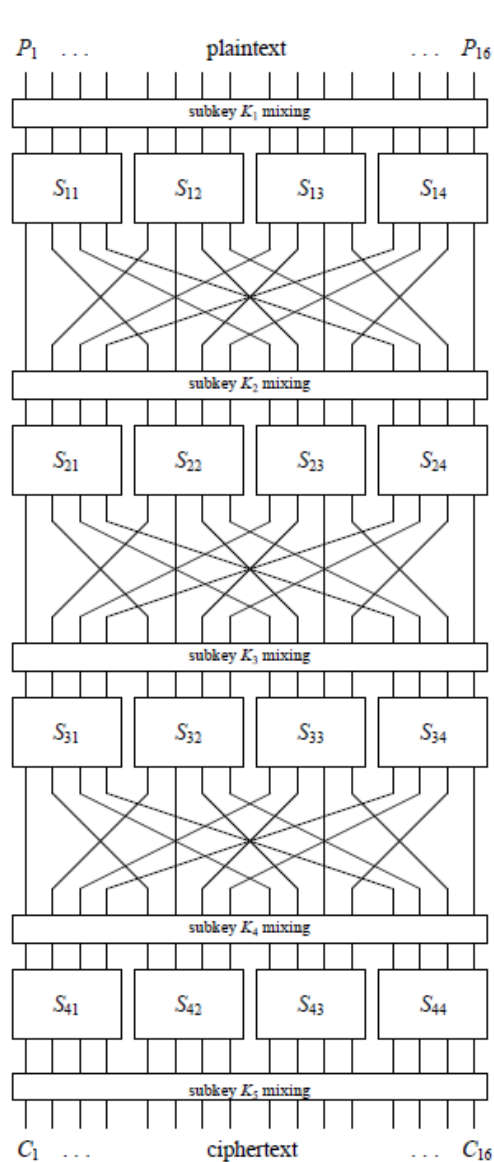 P1 ... plaintext ... P16
subkey K1 mixing
S11 S12 S13 S14
subkey K2 mixing
S21 S22 S23 S24
subkey K3 mixing
S31 S32 S33 S34
subkey K4 mixing
S41 S42 S43 S44
subkey K5 mixing
C1 ... ciphertext ... C16